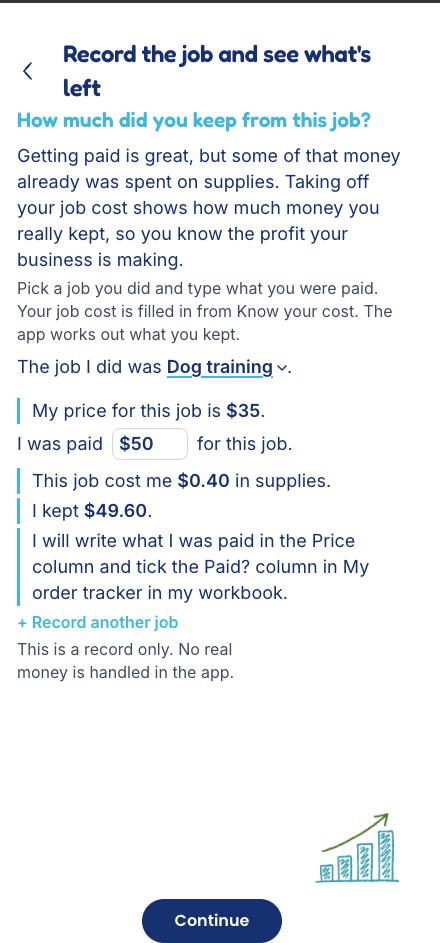 Record the job and see what's
left
How much did you keep from this job?
Getting paid is great, but some of that money
already was spent on supplies. Taking off
your job cost shows how much money you
really kept, so you know the profit your
business is making.
Pick a job you did and type what you were paid.
Your job cost is filled in from Know your cost. The
app works out what you kept.
The job I did was Dog training.
My price for this job is $35.
I was paid $50 for this job.
This job cost me $0.40 in supplies.
I kept $49.60.
I will write what I was paid in the Price
column and tick the Paid? column in My
order tracker in my workbook.
+ Record another job
This is a record only. No real
money is handled in the app.
Continue